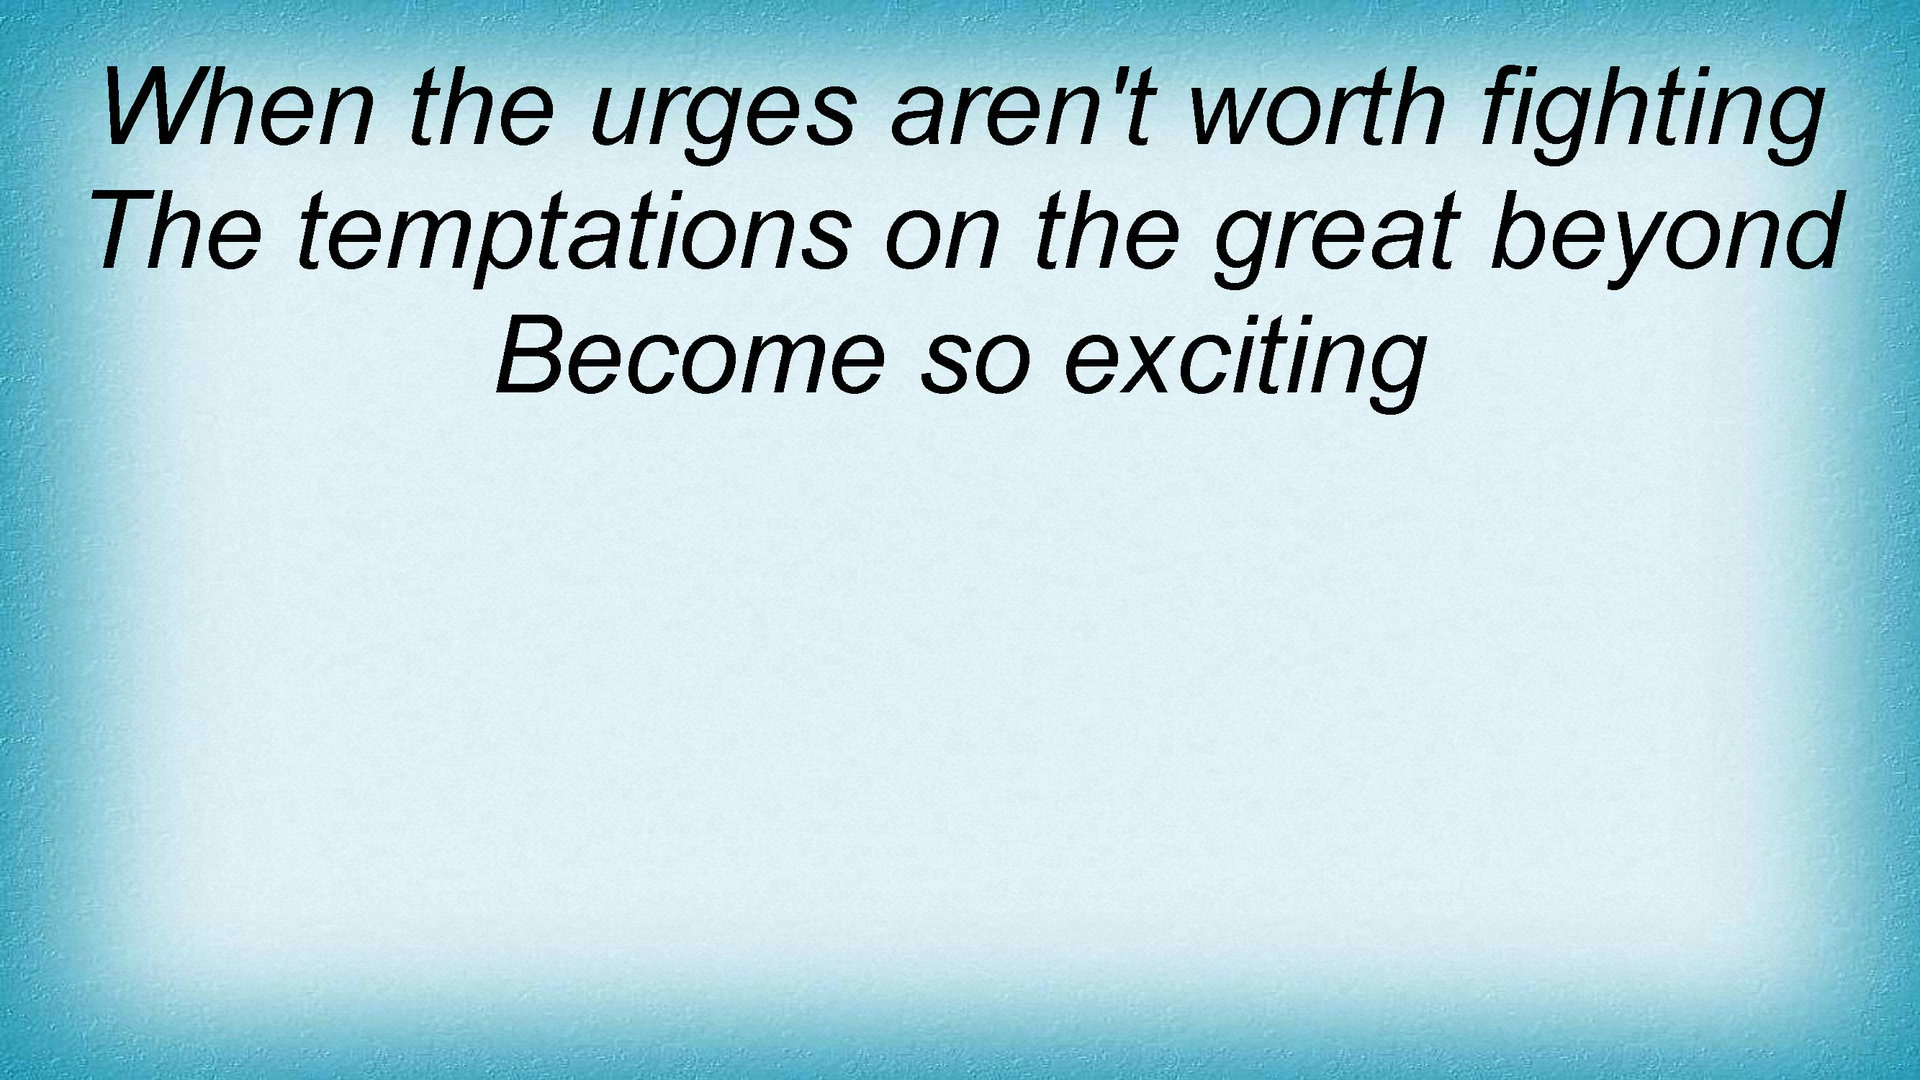 When the urges aren't worth fighting
The temptations on the great beyond
Become so exciting